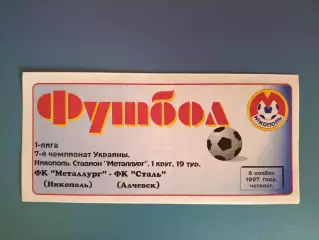 Футбол
НИКОПОЛЬ
1-лига
7-й чемпионат Украины.
Никополь. Стадион "Металлург". 1 круг, 19 тур.
ФК "Металлург" - ФК "Сталь"
(Никополь) (Алчевск)
6 ноября
1997 года,
четверг.